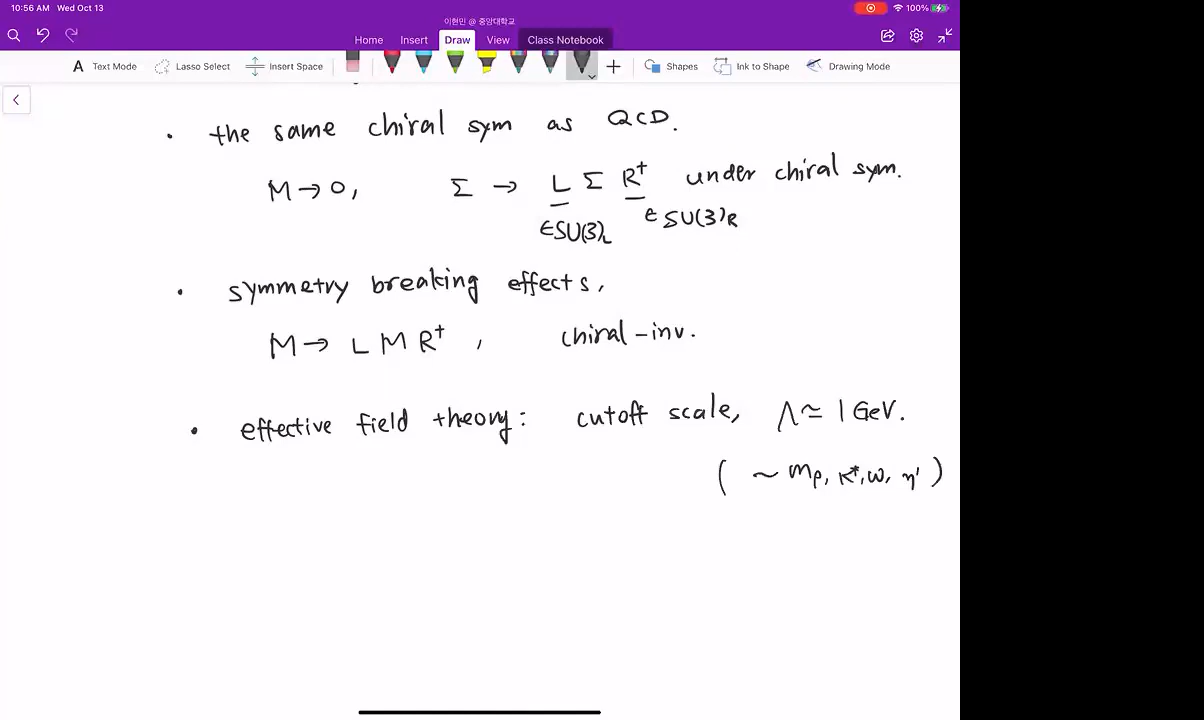 10:56 AM Wed Oct 13
100%
이현민 @ 중앙대학교
Home Insert Draw View Class Notebook
A Text Mode Lasso Select Insert Space Shapes Ink to Shape Drawing Mode
• the same chiral sym as QCD.
M → 0, Σ → L Σ R† under chiral sym.
∈SU(3)L ∈ SU(3)R
• symmetry breaking effects,
M → L M R† , chiral-inv.
• effective field theory: cutoff scale, Λ ≃ 1 GeV.
( ~ mρ, K*, ω, η' )